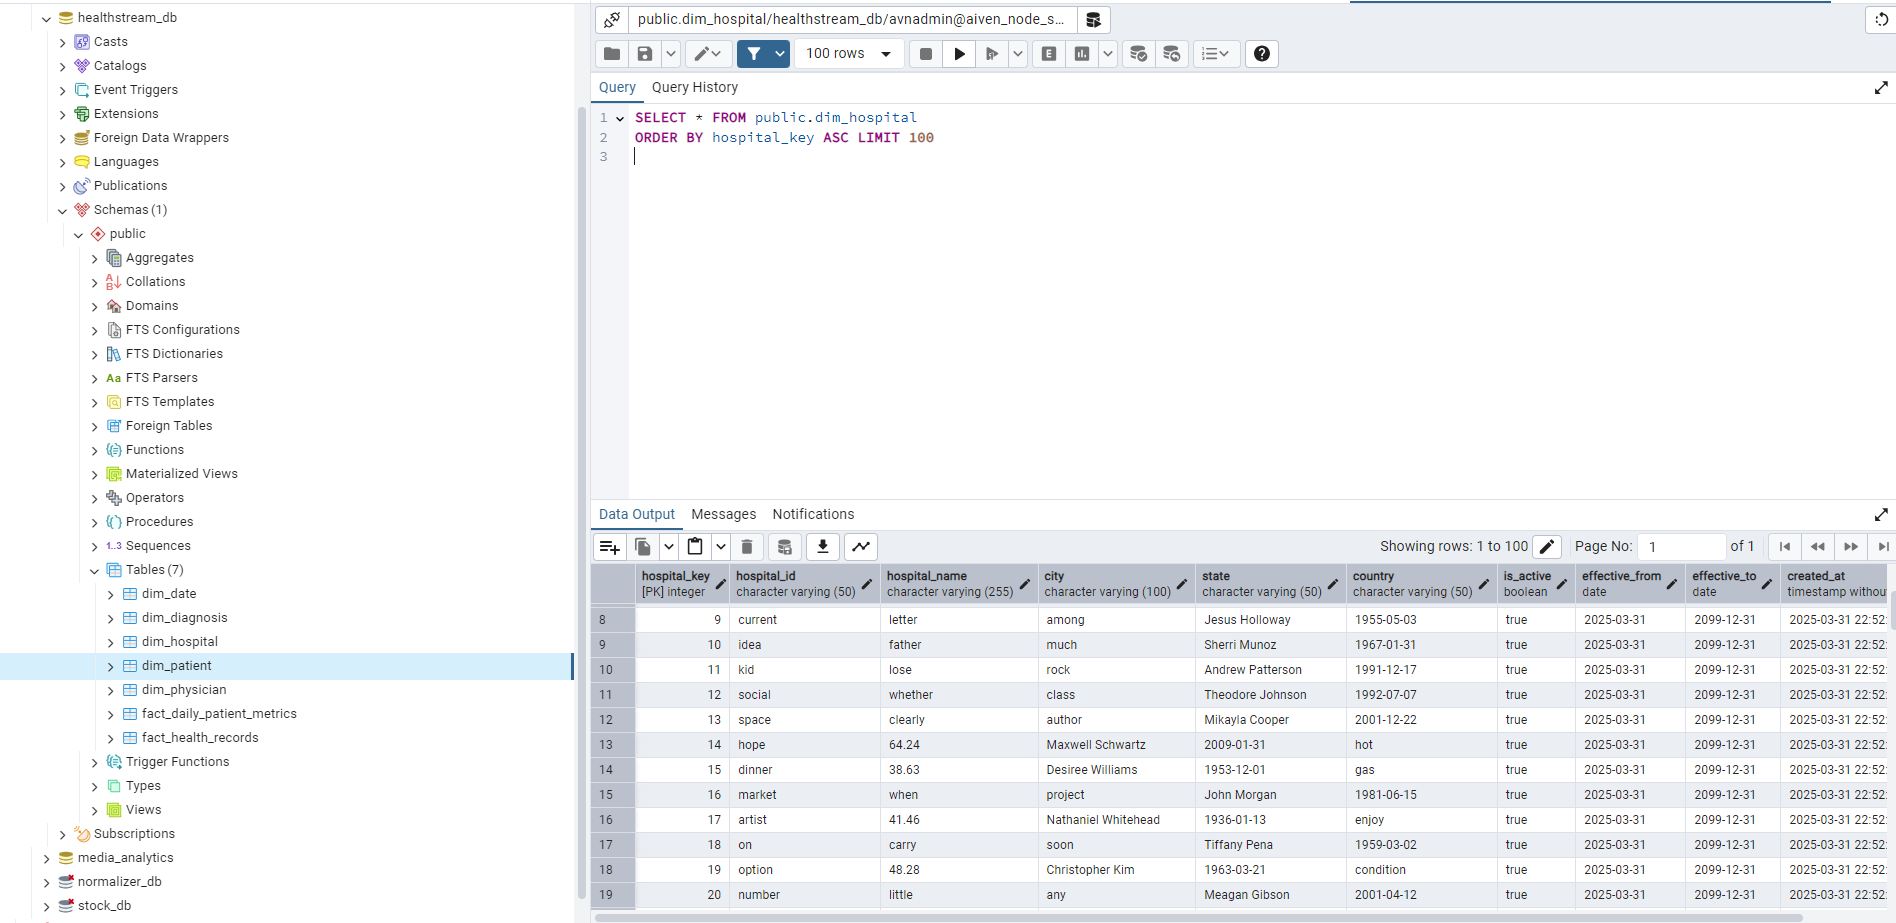 healthstream_db
Casts
Catalogs
Event Triggers
Extensions
Foreign Data Wrappers
Languages
Publications
Schemas (1)
public
Aggregates
Collations
Domains
FTS Configurations
FTS Dictionaries
Aa FTS Parsers
FTS Templates
Foreign Tables
Functions
Materialized Views
Operators
Procedures
1..3 Sequences
Tables (7)
dim_date
dim_diagnosis
dim_hospital
dim_patient
dim_physician
fact_daily_patient_metrics
fact_health_records
Trigger Functions
Types
Views
Subscriptions
media_analytics
normalizer_db
stock_db
public.dim_hospital/healthstream_db/avnadmin@aiven_node_s...
100 rows
E
Query Query History
1 SELECT * FROM public.dim_hospital
2 ORDER BY hospital_key ASC LIMIT 100
3
Data Output Messages Notifications
Showing rows: 1 to 100 Page No: 1 of 1
hospital_key hospital_id hospital_name city state country is_active effective_from effective_to created_at
[PK] integer character varying (50) character varying (255) character varying (100) character varying (50) character varying (50) boolean date date timestamp withou
8 9 current letter among Jesus Holloway 1955-05-03 true 2025-03-31 2099-12-31 2025-03-31 22:52:
9 10 idea father much Sherri Munoz 1967-01-31 true 2025-03-31 2099-12-31 2025-03-31 22:52:
10 11 kid lose rock Andrew Patterson 1991-12-17 true 2025-03-31 2099-12-31 2025-03-31 22:52:
11 12 social whether class Theodore Johnson 1992-07-07 true 2025-03-31 2099-12-31 2025-03-31 22:52:
12 13 space clearly author Mikayla Cooper 2001-12-22 true 2025-03-31 2099-12-31 2025-03-31 22:52:
13 14 hope 64.24 Maxwell Schwartz 2009-01-31 hot true 2025-03-31 2099-12-31 2025-03-31 22:52:
14 15 dinner 38.63 Desiree Williams 1953-12-01 gas true 2025-03-31 2099-12-31 2025-03-31 22:52:
15 16 market when project John Morgan 1981-06-15 true 2025-03-31 2099-12-31 2025-03-31 22:52:
16 17 artist 41.46 Nathaniel Whitehead 1936-01-13 enjoy true 2025-03-31 2099-12-31 2025-03-31 22:52:
17 18 on carry soon Tiffany Pena 1959-03-02 true 2025-03-31 2099-12-31 2025-03-31 22:52:
18 19 option 48.28 Christopher Kim 1963-03-21 condition true 2025-03-31 2099-12-31 2025-03-31 22:52:
19 20 number little any Meagan Gibson 2001-04-12 true 2025-03-31 2099-12-31 2025-03-31 22:52: